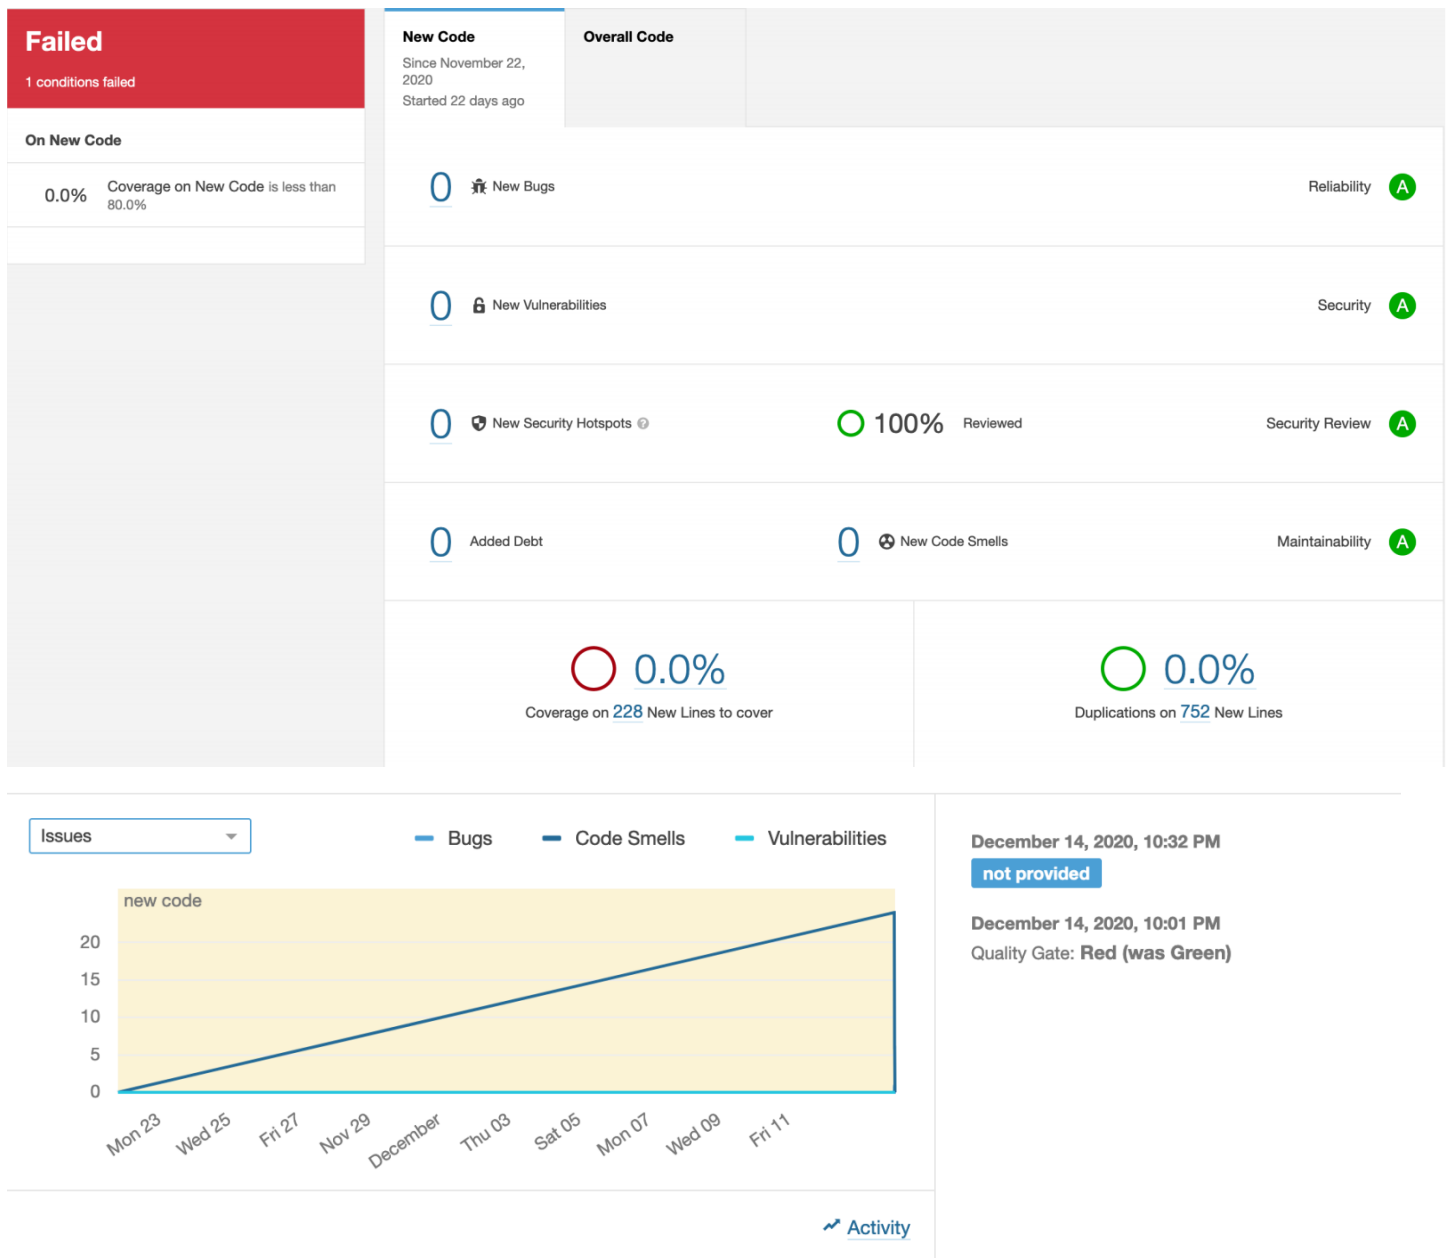 Failed
1 conditions failed
On New Code
0.0%
Coverage on New Code is less than
80.0%
New Code
Since November 22,
2020
Started 22 days ago
Overall Code
0 New Bugs
Reliability A
0 New Vulnerabilities
Security A
0 New Security Hotspots ?
100% Reviewed
Security Review A
0 Added Debt
0 New Code Smells
Maintainability A
0.0%
Coverage on 228 New Lines to cover
0.0%
Duplications on 752 New Lines
Issues
Bugs
Code Smells
Vulnerabilities
new code
20
15
10
5
0
Mon 23
Wed 25
Fri 27
Nov 29
December
Thu 03
Sat 05
Mon 07
Wed 09
Fri 11
Activity
December 14, 2020, 10:32 PM
not provided
December 14, 2020, 10:01 PM
Quality Gate: Red (was Green)